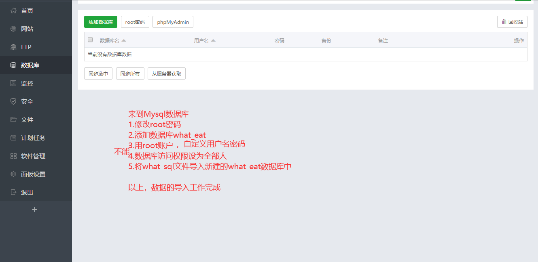 首页
网站
FTP
数据库
监控
安全
文件
计划任务
软件管理
面板设置
退出
添加数据库
root密码
phpMyAdmin
数据库名
用户名
密码
备份
备注
操作
当前没有数据库数据
同步选中
同步所有
从服务器获取
来到Mysql数据库
1.修改root密码
2.添加数据库what_eat
3.用root账户，自定义用户名密码
不能
4.数据库访问权限设为全部人
5.将what-sql文件导入新建的what-eat数据库中
以上，数据的导入工作完成